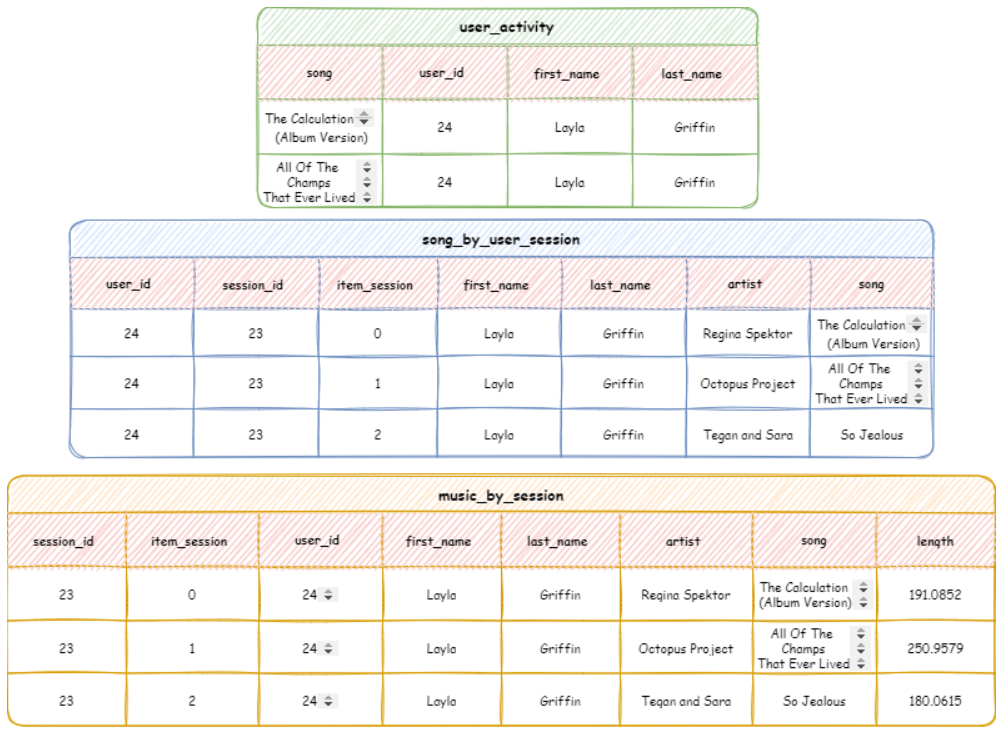 user_activity
song user_id first_name last_name
The Calculation
(Album Version) 24 Layla Griffin
All Of The
Champs
That Ever Lived 24 Layla Griffin
song_by_user_session
user_id session_id item_session first_name last_name artist song
24 23 0 Layla Griffin Regina Spektor The Calculation
(Album Version)
24 23 1 Layla Griffin Octopus Project All Of The
Champs
That Ever Lived
24 23 2 Layla Griffin Tegan and Sara So Jealous
music_by_session
session_id item_session user_id first_name last_name artist song length
23 0 24 Layla Griffin Regina Spektor The Calculation
(Album Version) 191.0852
23 1 24 Layla Griffin Octopus Project All Of The
Champs
That Ever Lived 250.9579
23 2 24 Layla Griffin Tegan and Sara So Jealous 180.0615